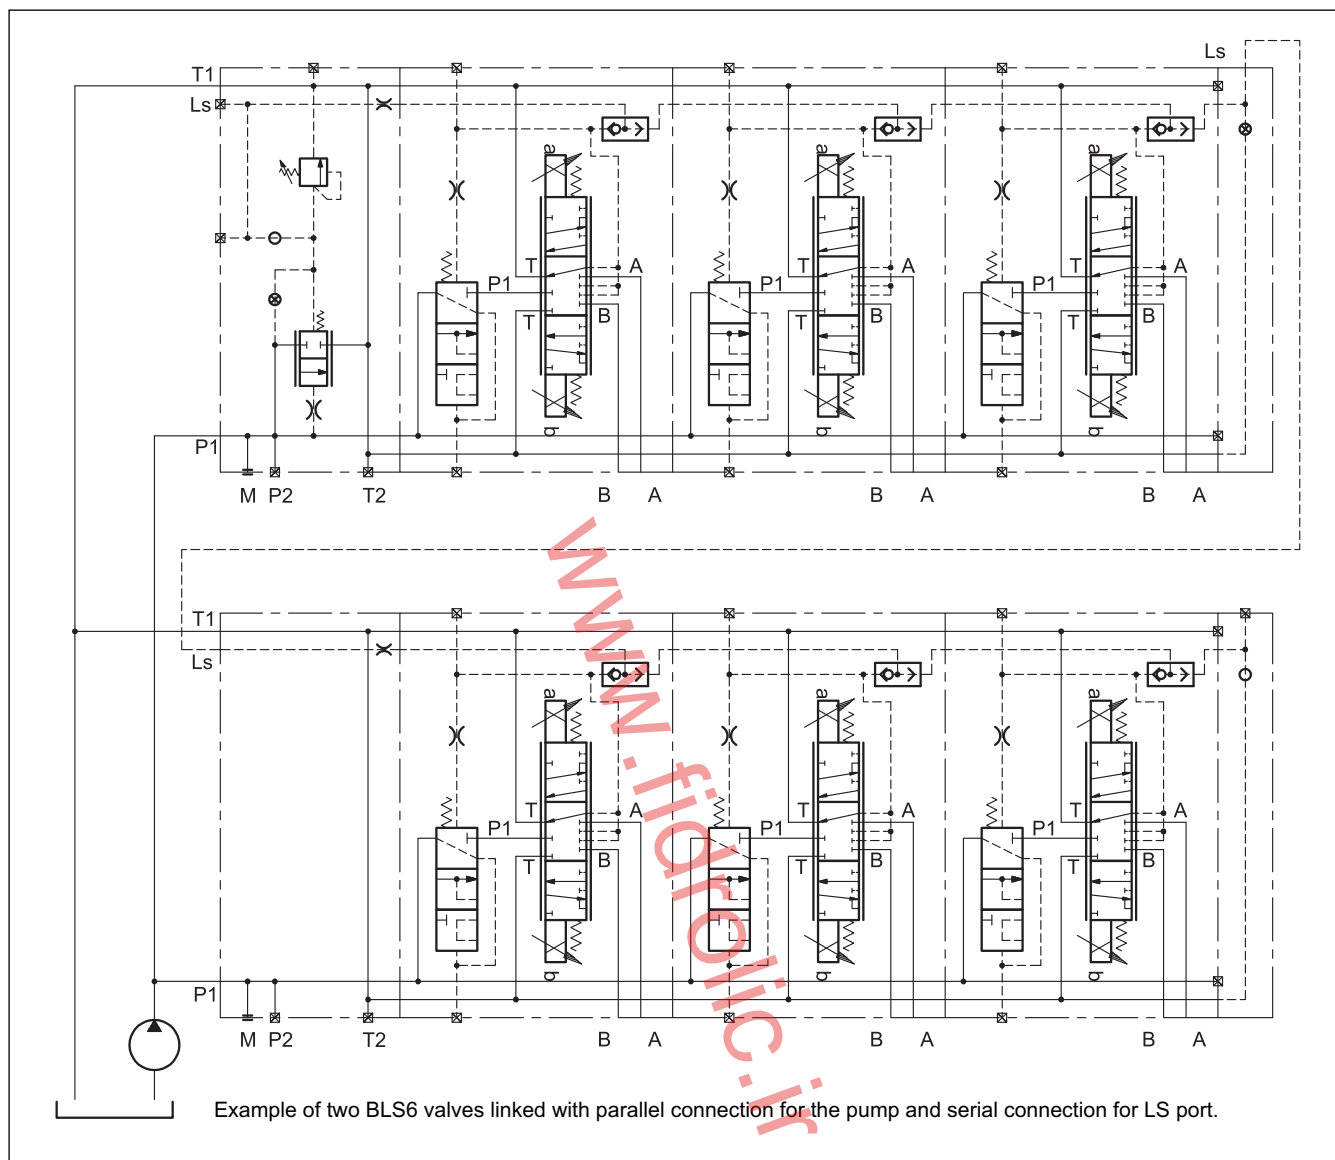 Ls
T1
Ls
a a a
T A T A T A
P1 P1 P1
T B T B T B
b b b
P1
M P2 T2 B A B A B A
T1
Ls
a a a
T A T A T A
P1 P1 P1
T B T B T B
b b b
P1
M P2 T2 B A B A B A
Example of two BLS6 valves linked with parallel connection for the pump and serial connection for LS port.
www.fidrolic.ir